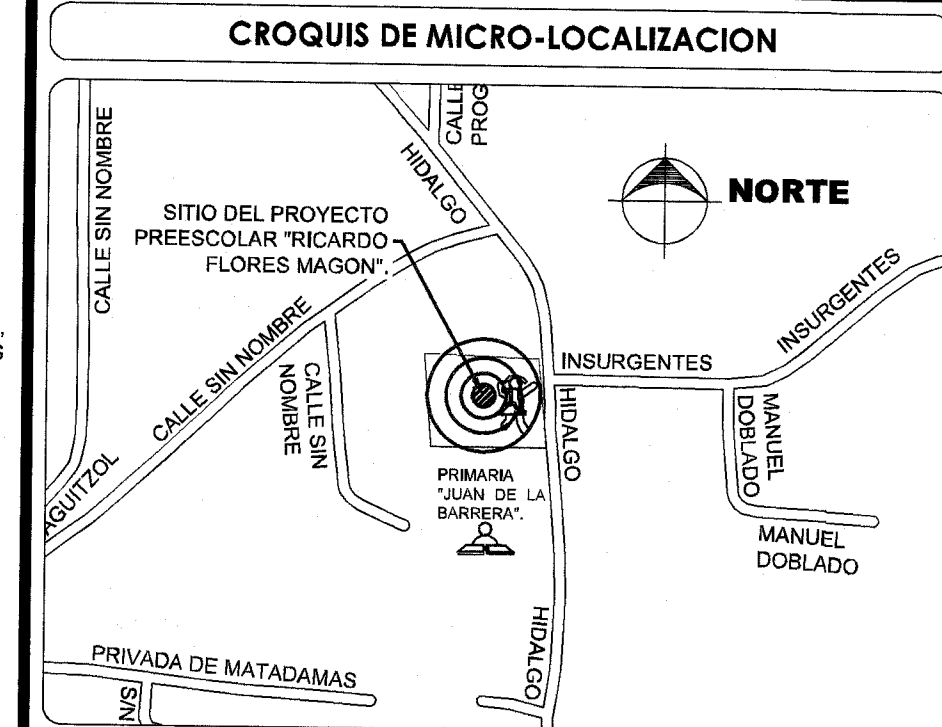 CROQUIS DE MICRO-LOCALIZACION
CALLE SIN NOMBRE
CALLE
PROG
HIDALGO
NORTE
SITIO DEL PROYECTO
PREESCOLAR "RICARDO
FLORES MAGON".
CALLE SIN NOMBRE
CALLE SIN
NOMBRE
INSURGENTES
INSURGENTES
HIDALGO
MANUEL
DOBLADO
AGUITZOL
PRIMARIA
"JUAN DE LA
BARRERA".
MANUEL
DOBLADO
HIDALGO
PRIVADA DE MATADAMAS
S/N